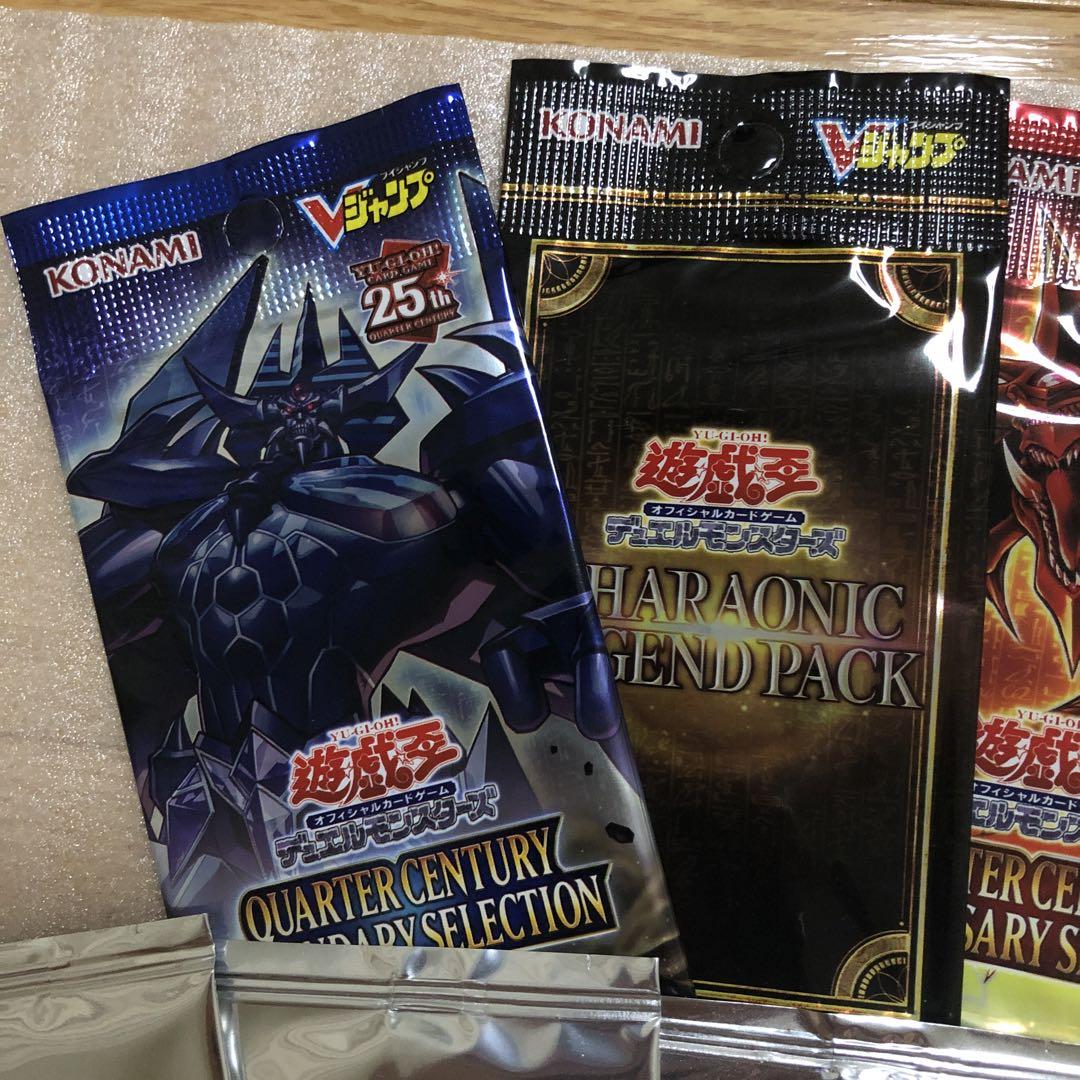 KONAMI
ブイジャンプ
Vジャンプ
YU-GI-OH!
CARD GAME
25th
QUARTER CENTURY
YU-GI-OH!
遊戯王
オフィシャルカードゲーム
デュエルモンスターズ
QUARTER CENTURY
NDARY SELECTION
KONAMI
ブイジャンプ
Vジャンプ
YU-GI-OH!
遊戯王
オフィシャルカードゲーム
デュエルモンスターズ
HARAONIC
GEND PACK
AMI
YU-GI-OH!
遊戯王
オフィシャルカード
デュエルモン
TER CE
SARY S